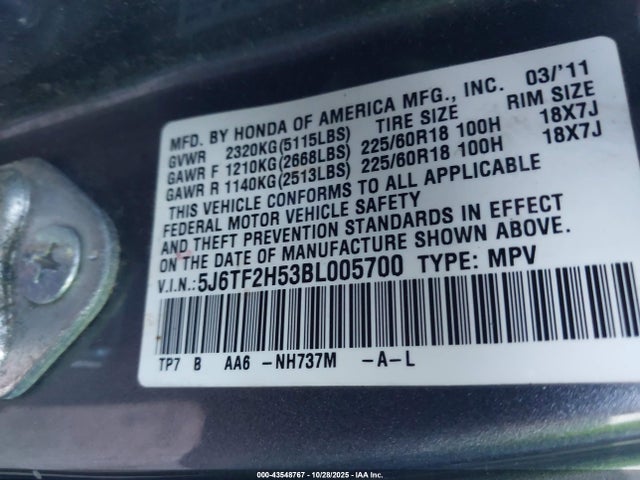 MFD. BY HONDA OF AMERICA MFG., INC. 03/'11
GVWR 2320KG(5115LBS) TIRE SIZE RIM SIZE
GAWR F 1210KG(2668LBS) 225/60R18 100H 18X7J
GAWR R 1140KG(2513LBS) 225/60R18 100H 18X7J
THIS VEHICLE CONFORMS TO ALL APPLICABLE
FEDERAL MOTOR VEHICLE SAFETY
AND THEFT PREVENTION STANDARDS IN EFFECT
ON THE DATE OF MANUFACTURE SHOWN ABOVE.
V.I.N.:5J6TF2H53BL005700 TYPE: MPV
TP7 B AA6 -NH737M -A-L
000-43548767 • 10/28/2025 • IAA Inc.